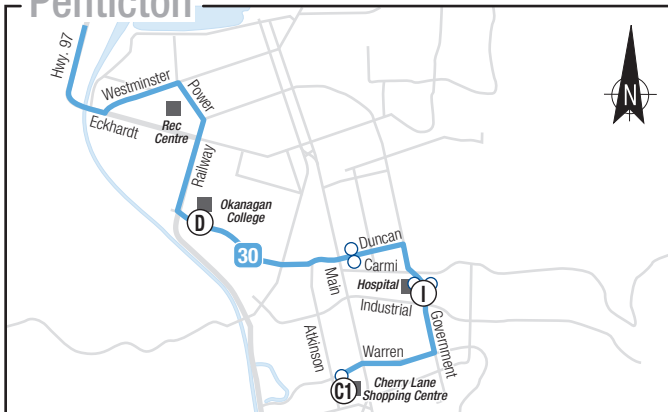 Penticton
Hwy. 97
Westminster
Power
N
Rec
Centre
Eckhardt
Railway
Okanagan
College
D
30
Duncan
Carmi
Main
Hospital
I
Industrial
Government
Atkinson
Warren
C1
Cherry Lane
Shopping Centre